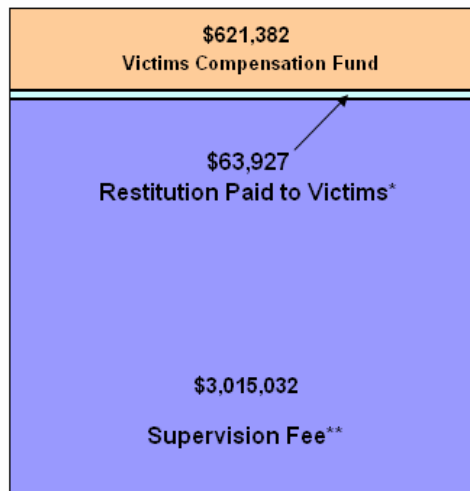 $621,382
Victims Compensation Fund
$63,927
Restitution Paid to Victims*
$3,015,032
Supervision Fee**